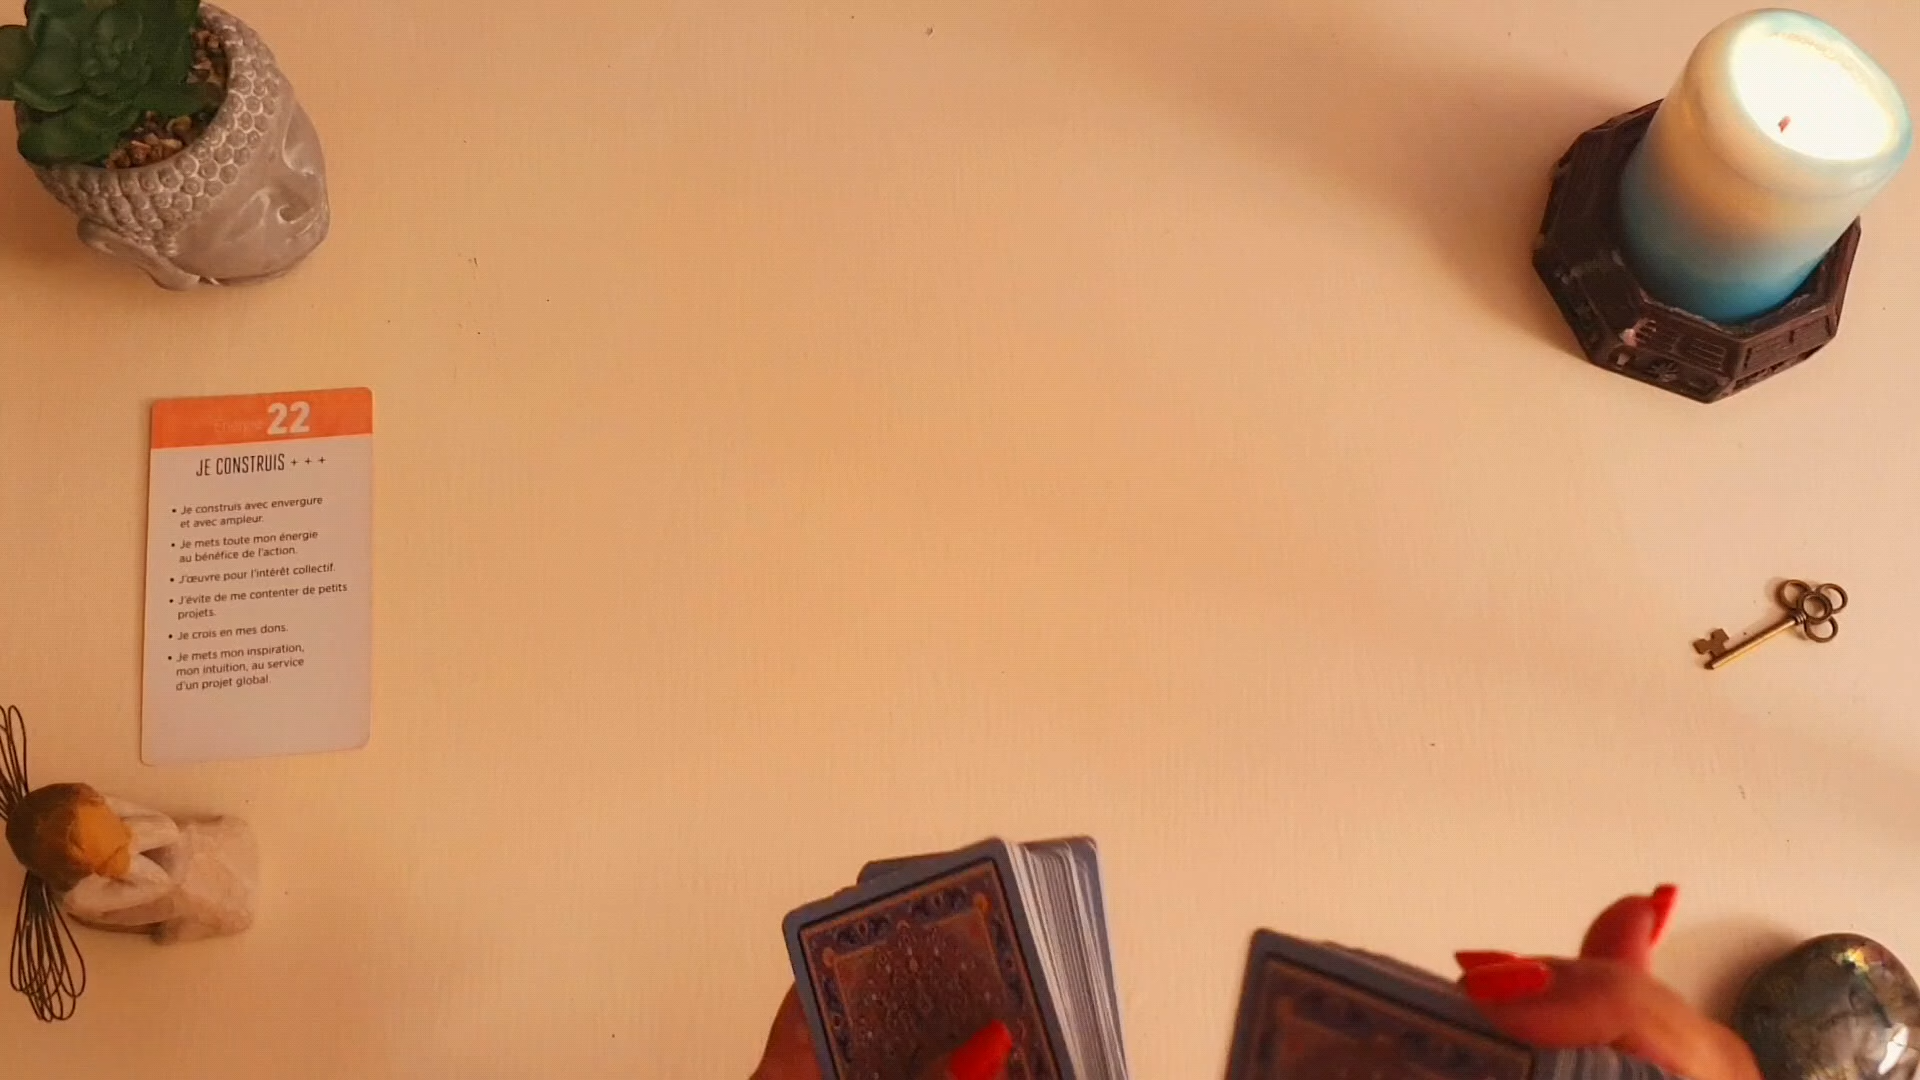 Énergie 22
JE CONSTRUIS + + +
• Je construis avec envergure
et avec ampleur.
• Je mets toute mon énergie
au bénéfice de l'action.
• J'œuvre pour l'intérêt collectif.
• J'évite de me contenter de petits
projets.
• Je crois en mes dons.
• Je mets mon inspiration,
mon intuition, au service
d'un projet global.